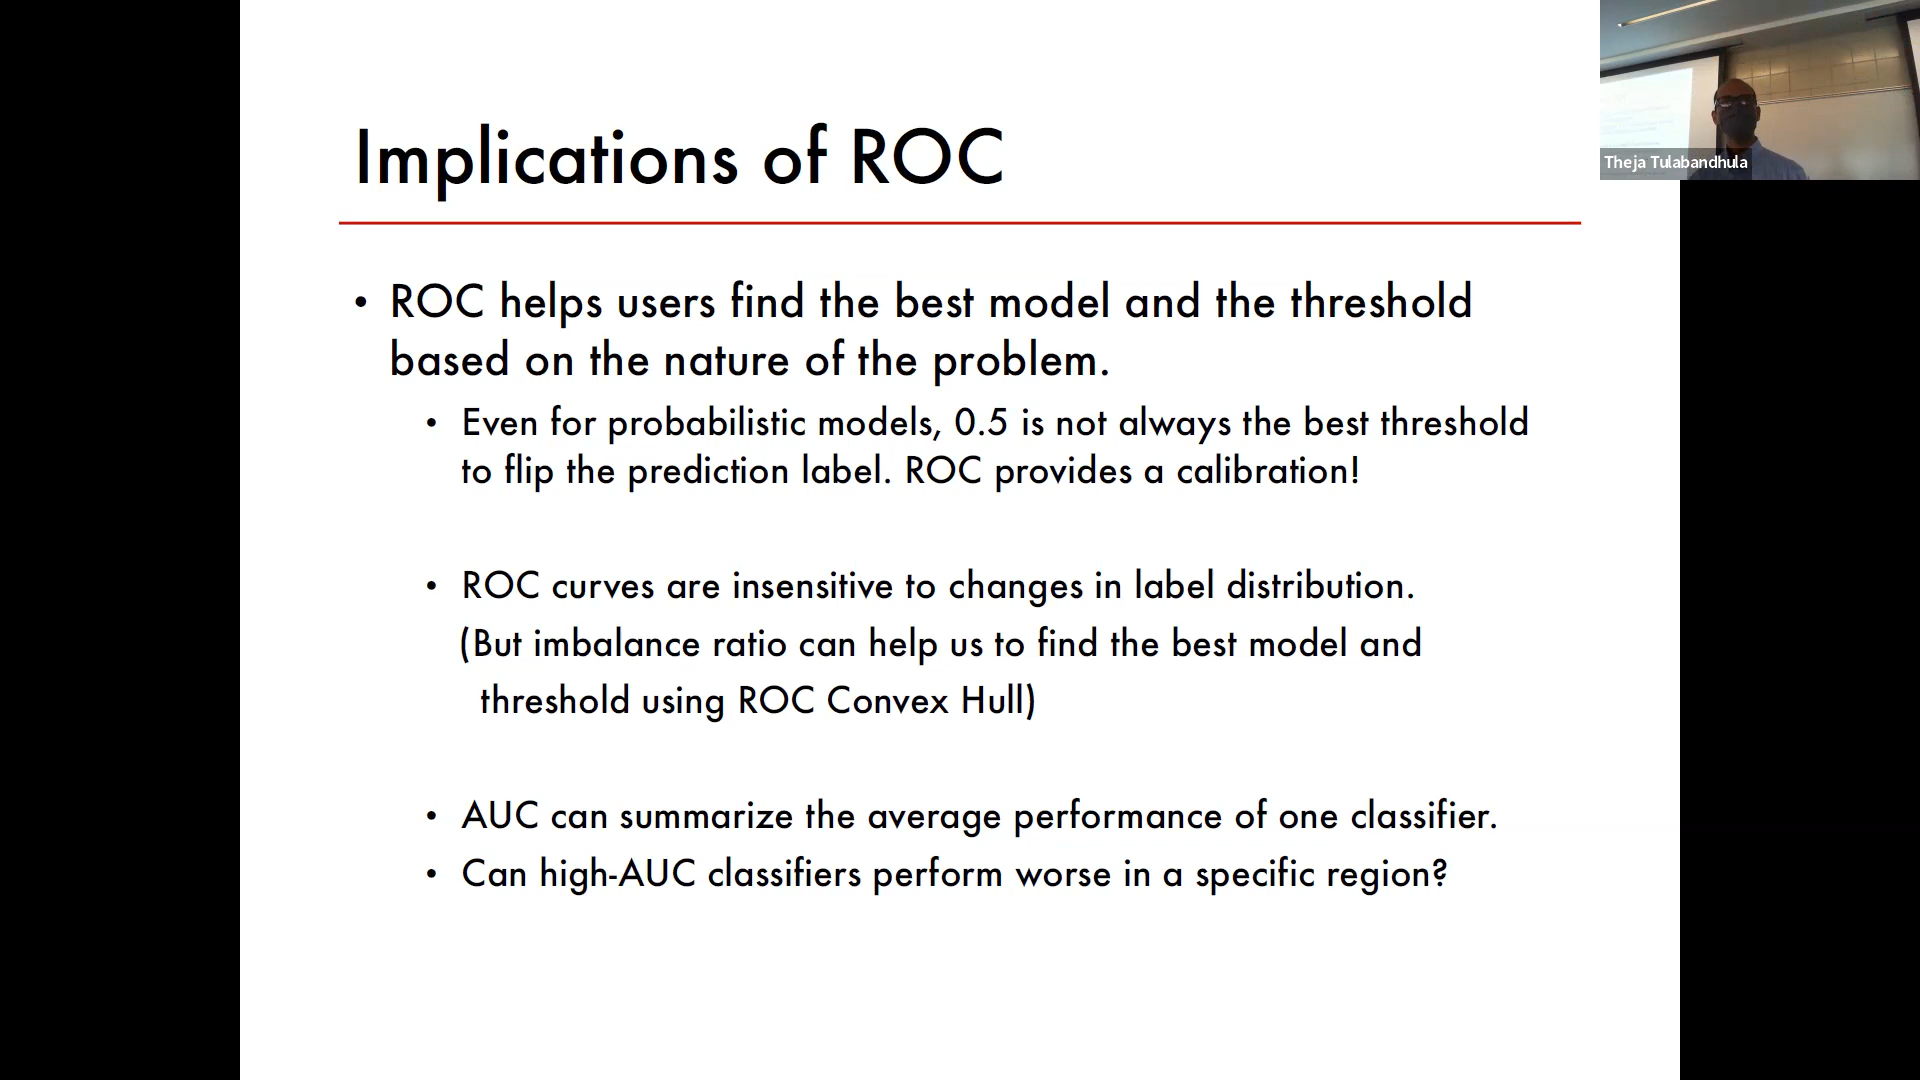 Implications of ROC
• ROC helps users find the best model and the threshold
based on the nature of the problem.
• Even for probabilistic models, 0.5 is not always the best threshold
to flip the prediction label. ROC provides a calibration!
• ROC curves are insensitive to changes in label distribution.
(But imbalance ratio can help us to find the best model and
threshold using ROC Convex Hull)
• AUC can summarize the average performance of one classifier.
• Can high-AUC classifiers perform worse in a specific region?
Theja Tulabandhula